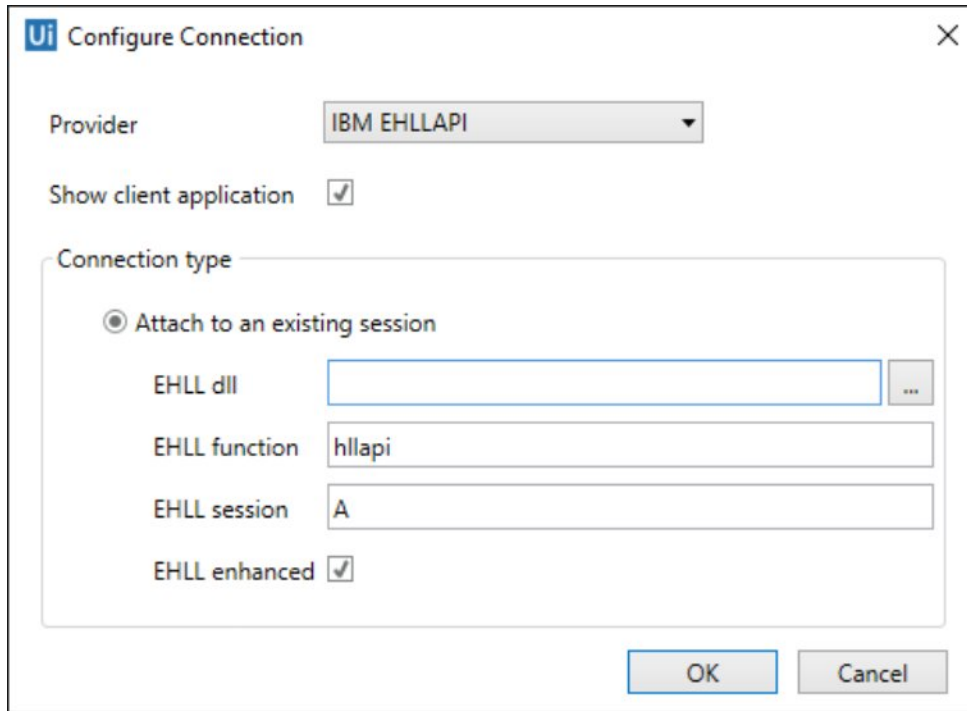 Ui Configure Connection
Provider IBM EHLLAPI
Show client application
Connection type
Attach to an existing session
EHLL dll ...
EHLL function hllapi
EHLL session A
EHLL enhanced
OK Cancel